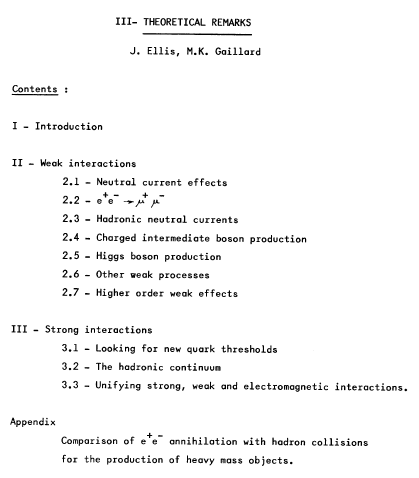 III- THEORETICAL REMARKS
J. Ellis, M.K. Gaillard
Contents :
I - Introduction
II - Weak interactions
2.1 - Neutral current effects
2.2 - e⁺e⁻ → μ⁺μ⁻
2.3 - Hadronic neutral currents
2.4 - Charged intermediate boson production
2.5 - Higgs boson production
2.6 - Other weak processes
2.7 - Higher order weak effects
III - Strong interactions
3.1 - Looking for new quark thresholds
3.2 - The hadronic continuum
3.3 - Unifying strong, weak and electromagnetic interactions.
Appendix
Comparison of e⁺e⁻ annihilation with hadron collisions
for the production of heavy mass objects.